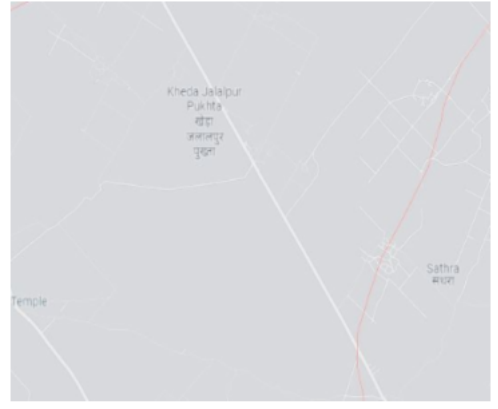 Kheda Jalalpur
Pukhta
खेड़ा
जलालपुर
पुख़्ता
Sathra
सथरा
Temple